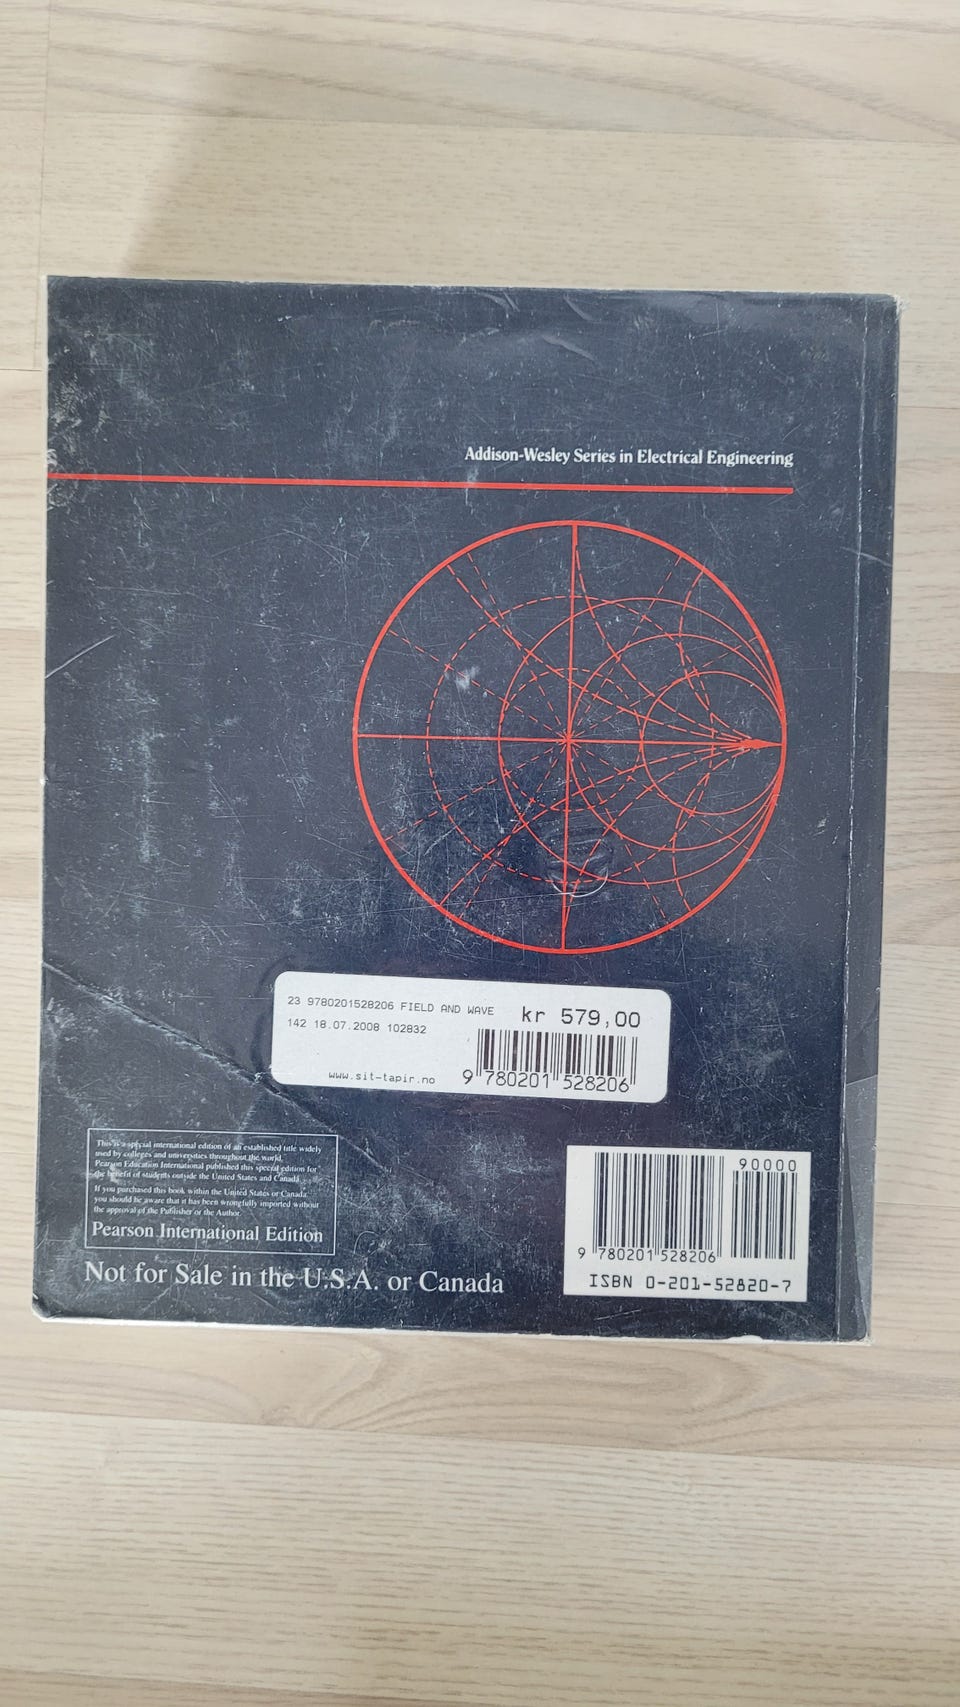 Addison-Wesley Series in Electrical Engineering
23 9780201528206 FIELD AND WAVE kr 579,00
142 18.07.2008 102832
www.sit-tapir.no 9 780201 528206
This is a special international edition of an established title widely
used by colleges and universities throughout the world.
Pearson Education International published this special edition for
the benefit of students outside the United States and Canada.
If you purchased this book within the United States or Canada
you should be aware that it has been wrongfully imported without
the approval of the Publisher or the Author.
Pearson International Edition
Not for Sale in the U.S.A. or Canada
90000
9 780201 528206
ISBN 0-201-52820-7